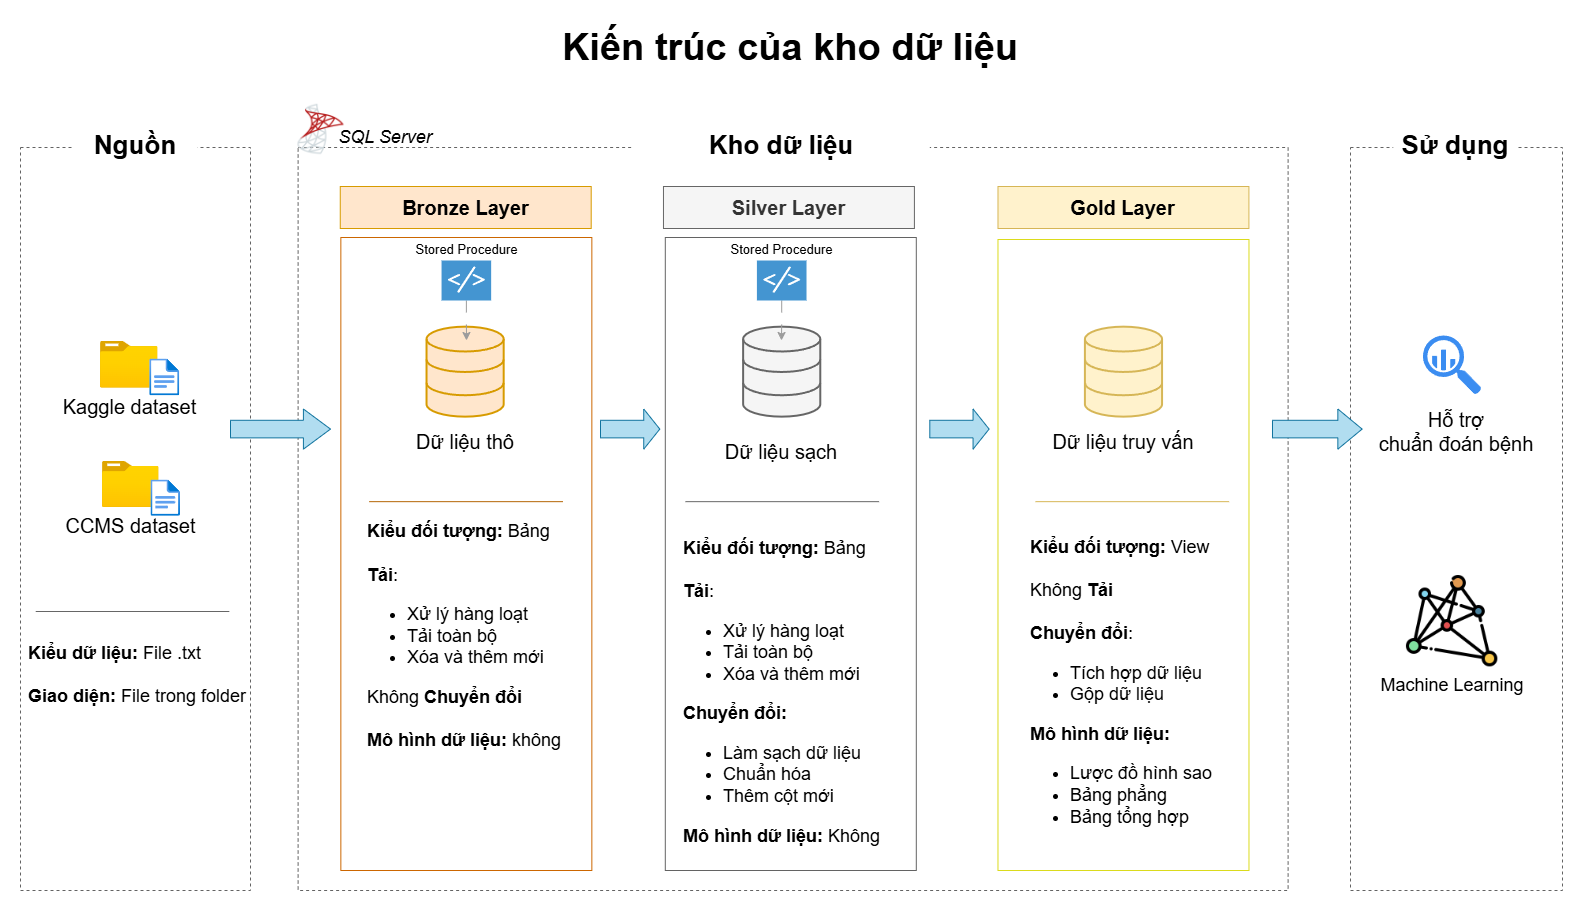 Kiến trúc của kho dữ liệu
Nguồn
Kaggle dataset
CCMS dataset
Kiểu dữ liệu: File .txt
Giao diện: File trong folder
SQL Server
Kho dữ liệu
Bronze Layer
Stored Procedure
</>
Dữ liệu thô
Kiểu đối tượng: Bảng
Tải:
• Xử lý hàng loạt
• Tải toàn bộ
• Xóa và thêm mới
Không Chuyển đổi
Mô hình dữ liệu: không
Silver Layer
Stored Procedure
</>
Dữ liệu sạch
Kiểu đối tượng: Bảng
Tải:
• Xử lý hàng loạt
• Tải toàn bộ
• Xóa và thêm mới
Chuyển đổi:
• Làm sạch dữ liệu
• Chuẩn hóa
• Thêm cột mới
Mô hình dữ liệu: Không
Gold Layer
Dữ liệu truy vấn
Kiểu đối tượng: View
Không Tải
Chuyển đổi:
• Tích hợp dữ liệu
• Gộp dữ liệu
Mô hình dữ liệu:
• Lược đồ hình sao
• Bảng phẳng
• Bảng tổng hợp
Sử dụng
Hỗ trợ
chuẩn đoán bệnh
Machine Learning